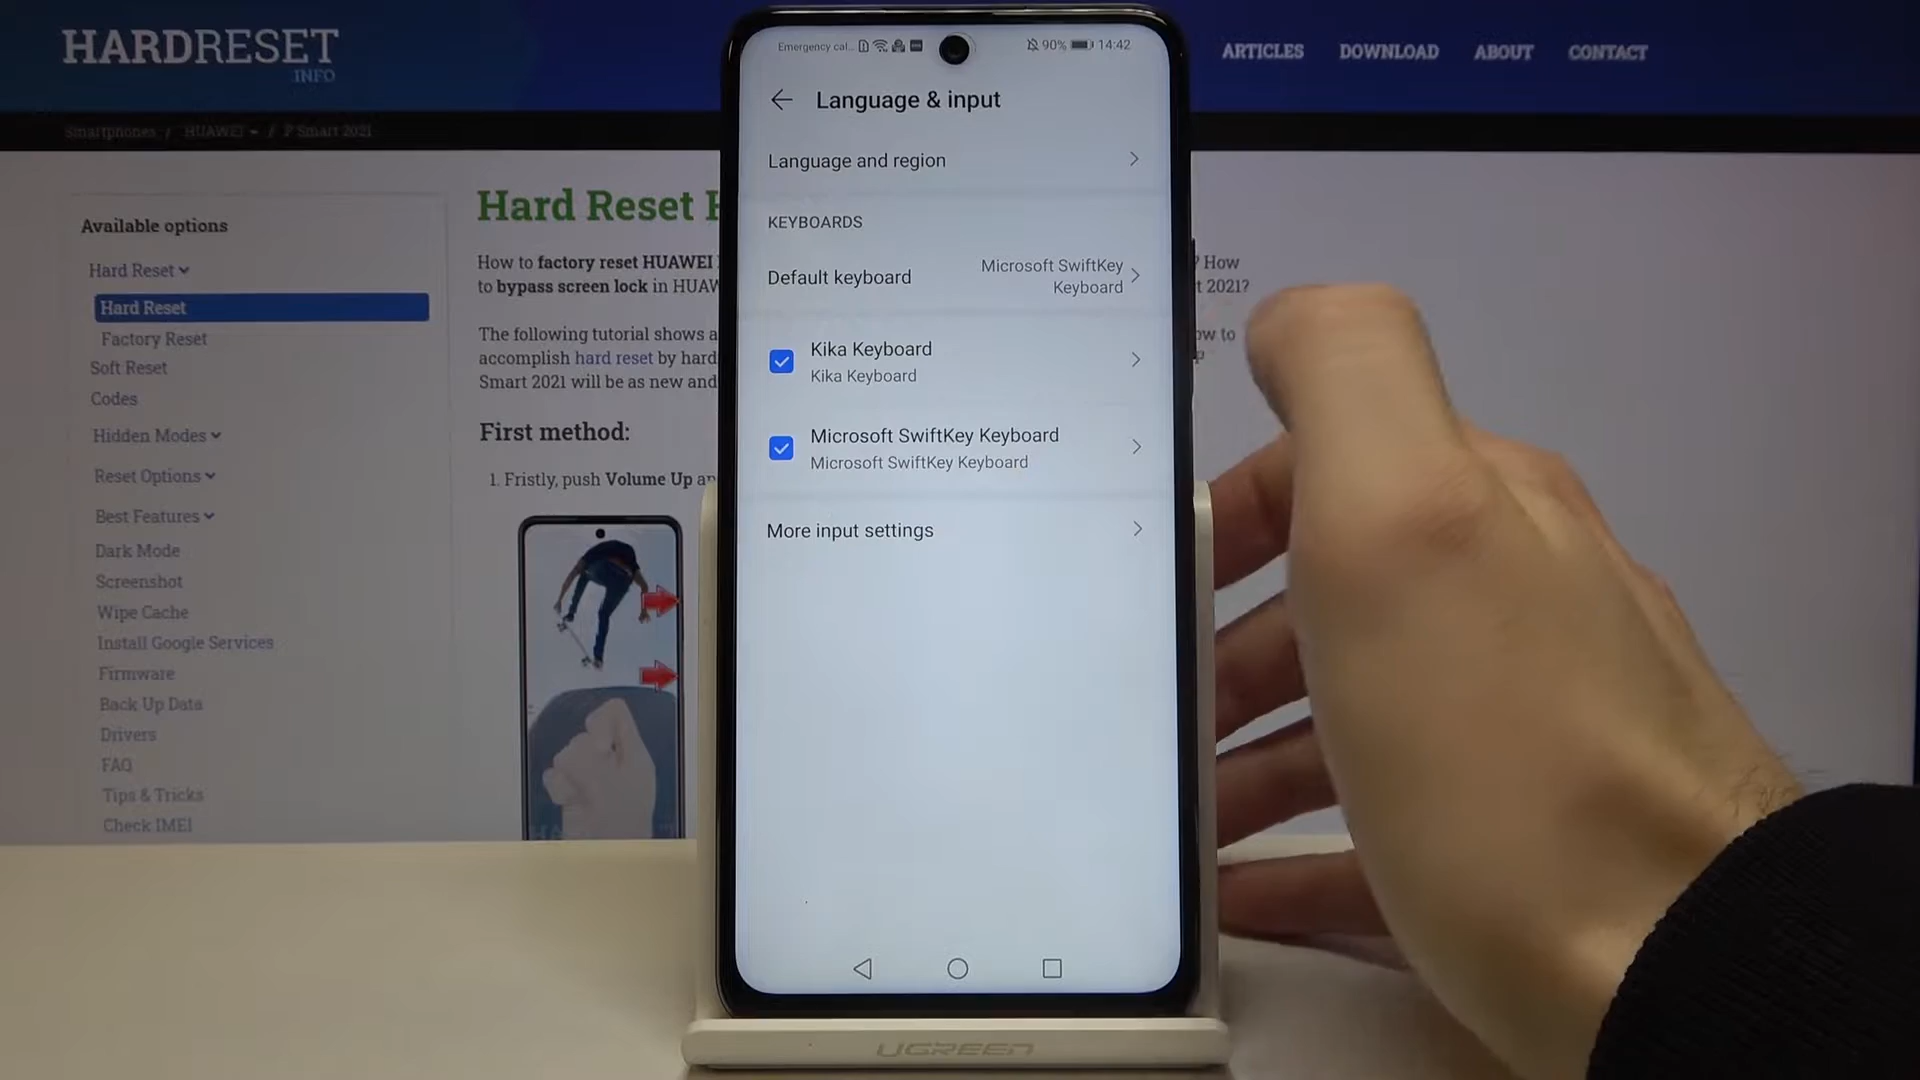 HARDRESET
.INFO
ARTICLES
DOWNLOAD
ABOUT
CONTACT
Smartphones / HUAWEI / P Smart 2021
Available options
Hard Reset
Hard Reset
Factory Reset
Soft Reset
Codes
Hidden Modes
Reset Options
Best Features
Dark Mode
Screenshot
Wipe Cache
Install Google Services
Firmware
Back Up Data
Drivers
FAQ
Tips & Tricks
Check IMEI
Hard Reset
How to factory reset HUAWEI
? How
to bypass screen lock in
2021?
The following tutorial shows
to
accomplish hard reset by hard
Smart 2021 will be as new and
First method:
1. Fristly, push Volume Up
Emergency cal...
90%
14:42
Language & input
Language and region
KEYBOARDS
Default keyboard
Microsoft SwiftKey
Keyboard
Kika Keyboard
Kika Keyboard
Microsoft SwiftKey Keyboard
Microsoft SwiftKey Keyboard
More input settings
UGREEN